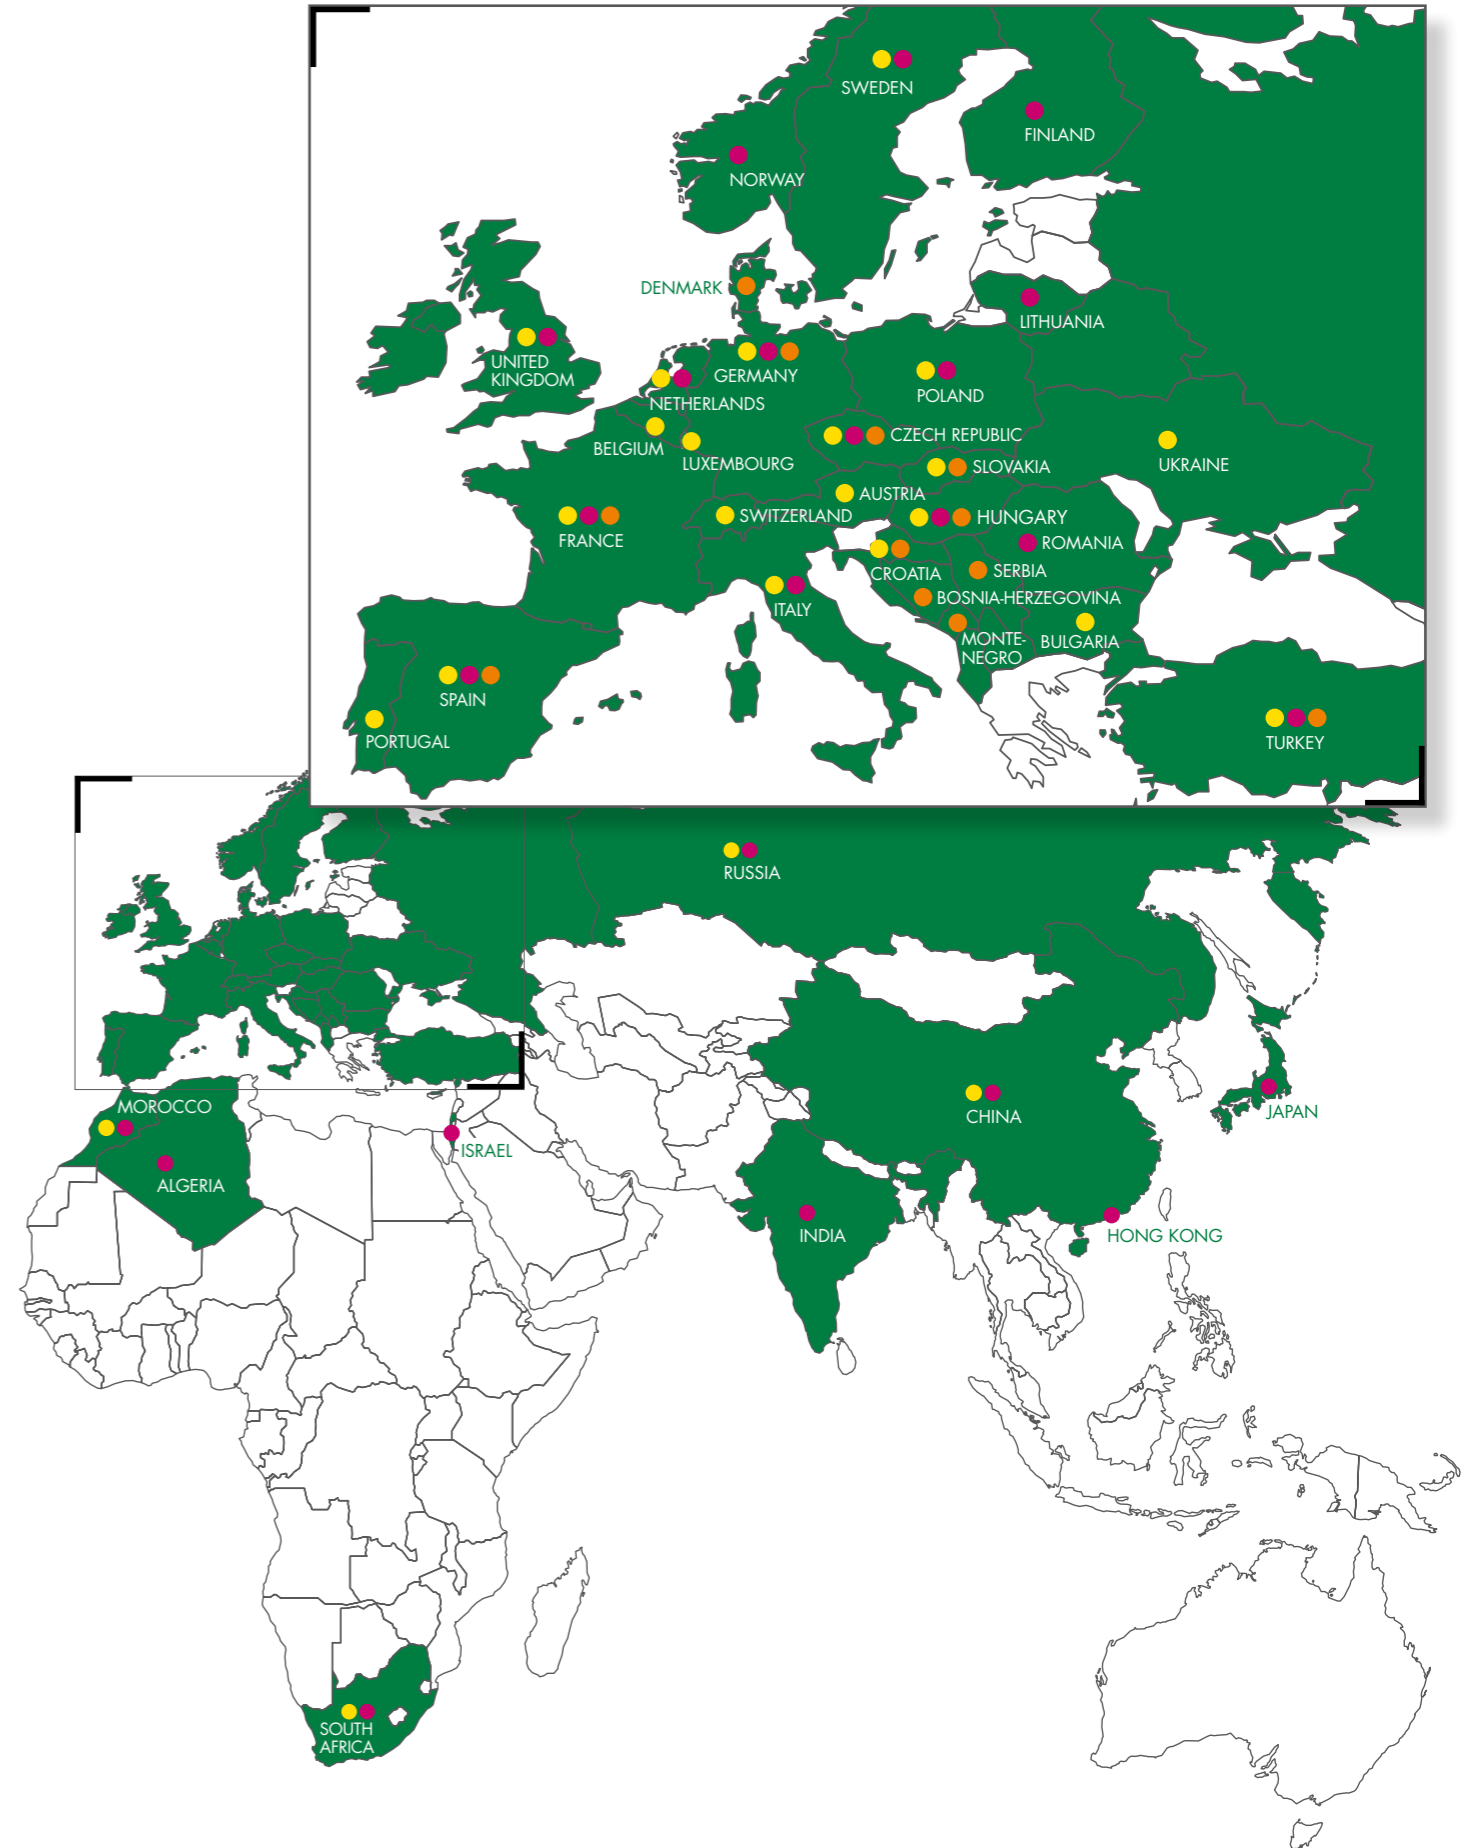 SWEDEN
FINLAND
NORWAY
DENMARK
LITHUANIA
UNITED
KINGDOM
GERMANY
POLAND
NETHERLANDS
BELGIUM
LUXEMBOURG
CZECH REPUBLIC
SLOVAKIA
UKRAINE
AUSTRIA
SWITZERLAND
HUNGARY
FRANCE
ROMANIA
CROATIA
SERBIA
ITALY
BOSNIA-HERZEGOVINA
MONTE-
NEGRO
BULGARIA
SPAIN
PORTUGAL
TURKEY
RUSSIA
MOROCCO
CHINA
JAPAN
ISRAEL
ALGERIA
INDIA
HONG KONG
SOUTH
AFRICA